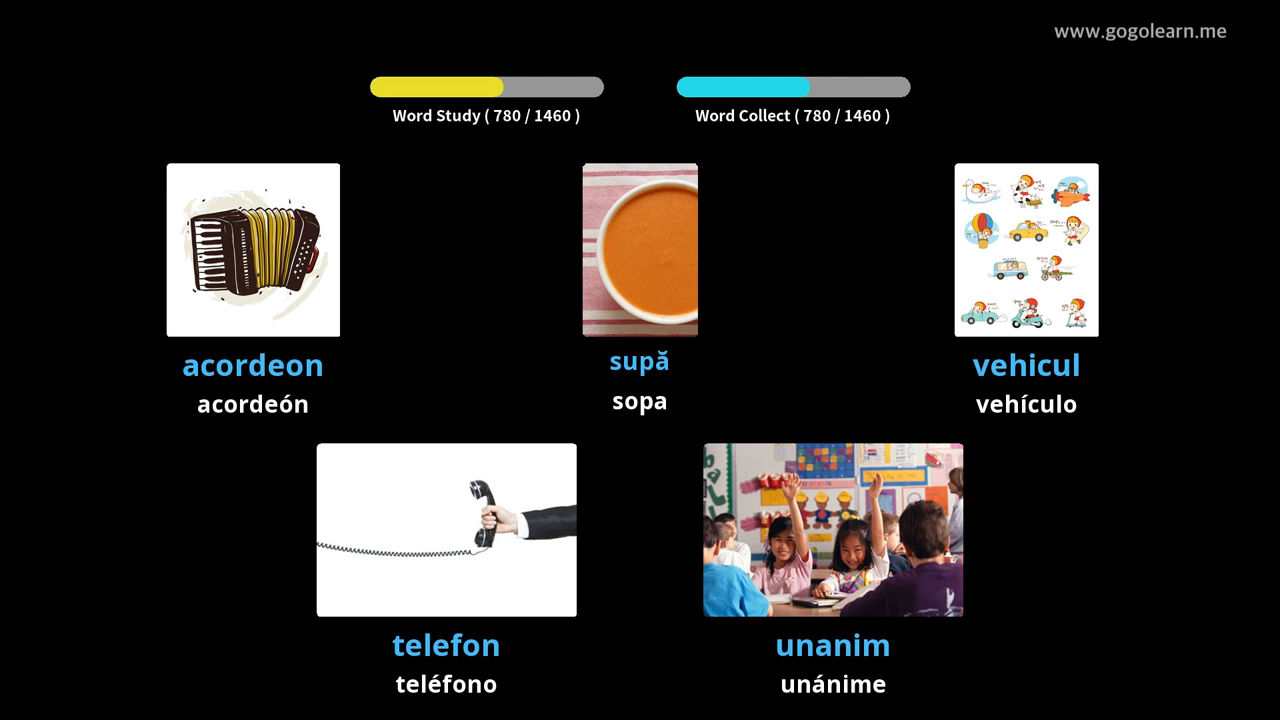 www.gogolearn.me
Word Study ( 780 / 1460 )
Word Collect ( 780 / 1460 )
acordeon
acordeón
supă
sopa
vehicul
vehículo
telefon
teléfono
unanim
unánime